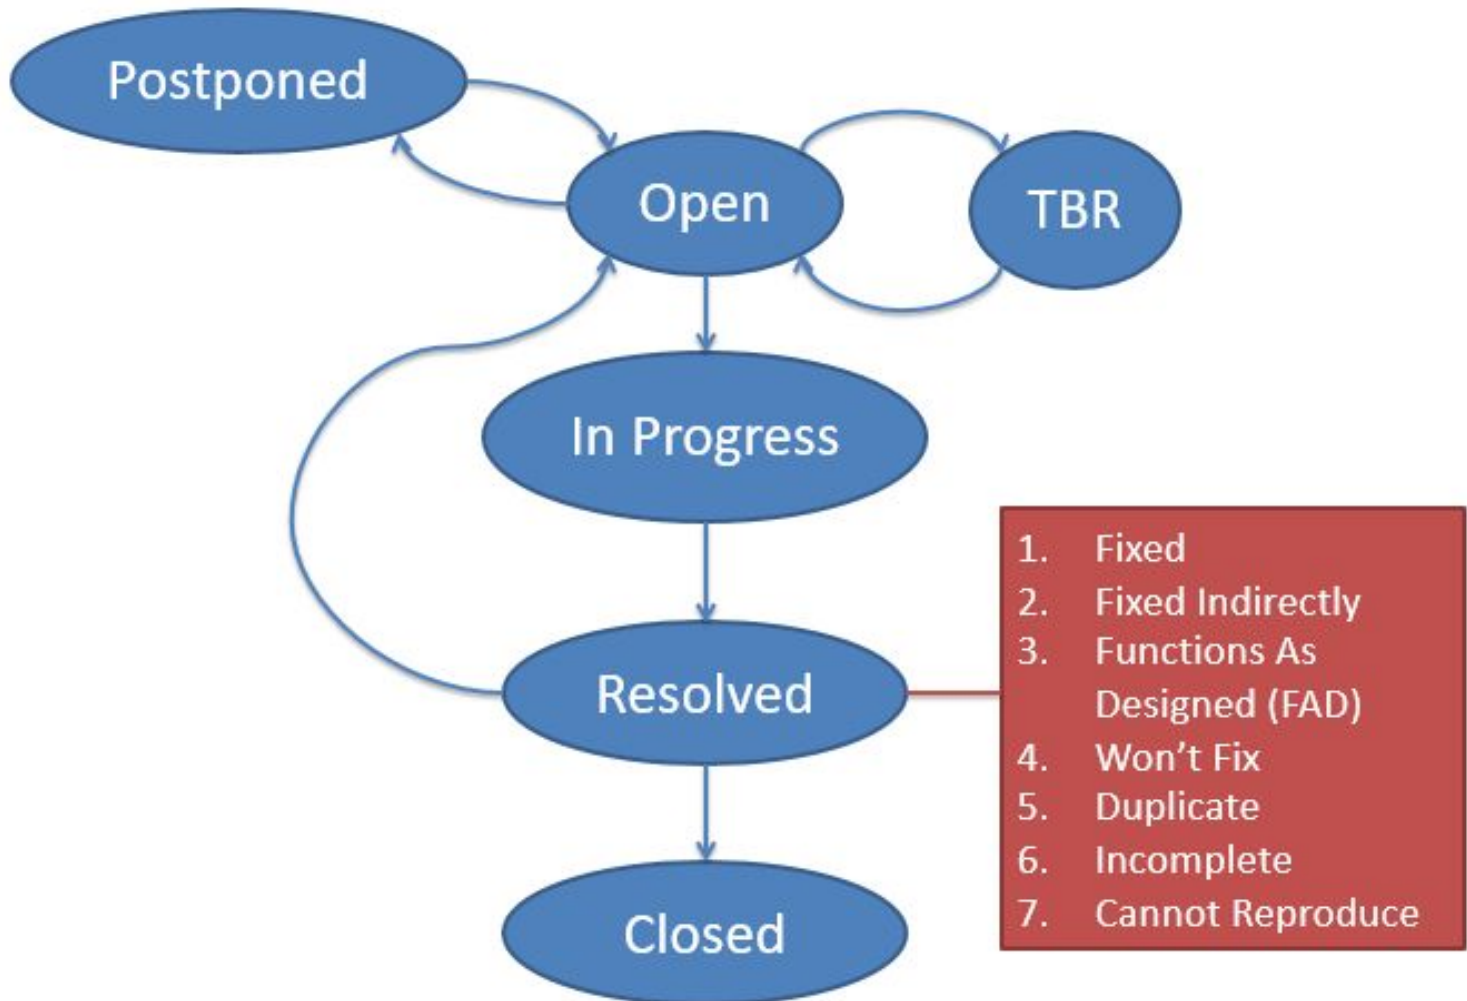 Postponed
Open
TBR
In Progress
Resolved
1. Fixed
2. Fixed Indirectly
3. Functions As
Designed (FAD)
4. Won’t Fix
5. Duplicate
6. Incomplete
7. Cannot Reproduce
Closed